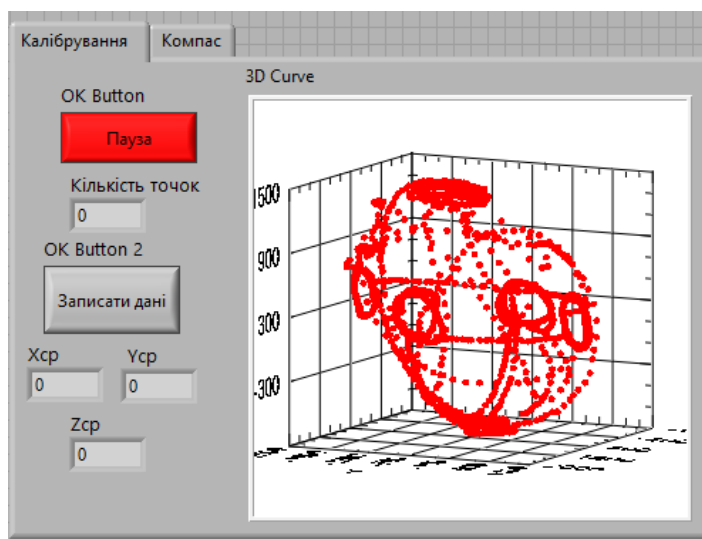 Калібрування
Компас
3D Curve
OK Button
Пауза
Кількість точок
0
OK Button 2
Записати дані
Xcp
Ycp
0
0
Zcp
0
1500
900
300
-300